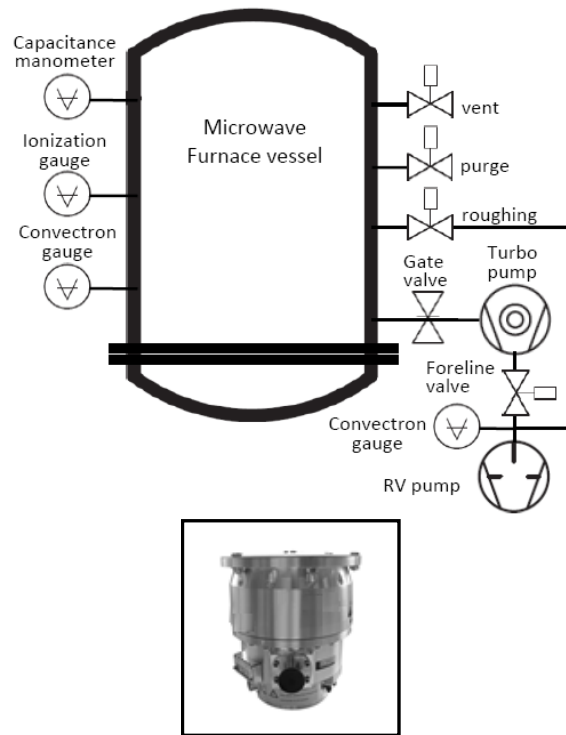 Capacitance
manometer
Ionization
gauge
Convectron
gauge
Microwave
Furnace vessel
vent
purge
roughing
Gate
valve
Turbo
pump
Foreline
valve
Convectron
gauge
RV pump